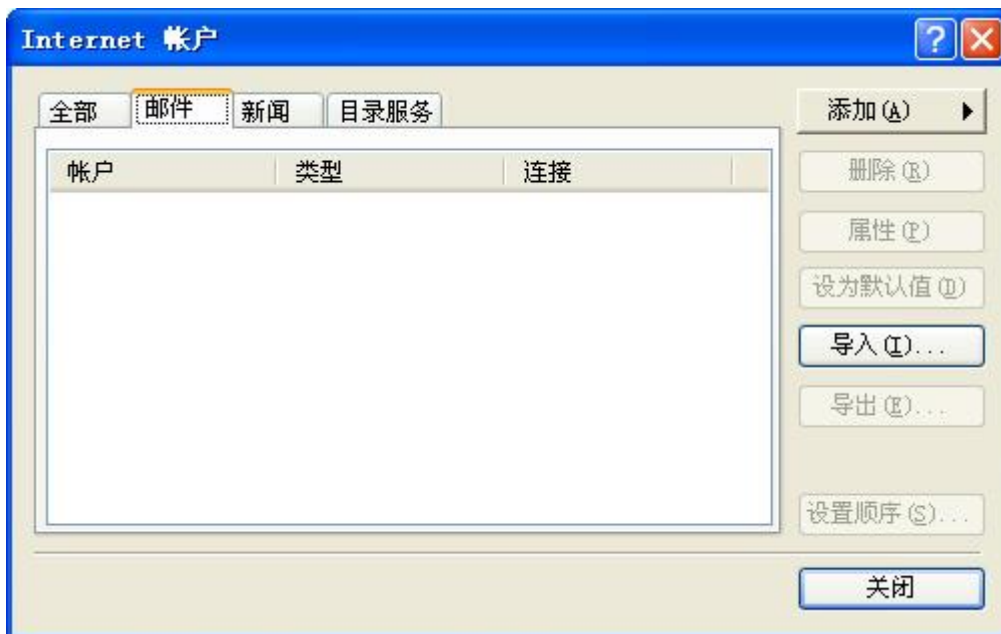 Internet 帐户
全部 邮件 新闻 目录服务
添加(A)
帐户 类型 连接
删除(R)
属性(P)
设为默认值(D)
导入(I)...
导出(E)...
设置顺序(S)...
关闭